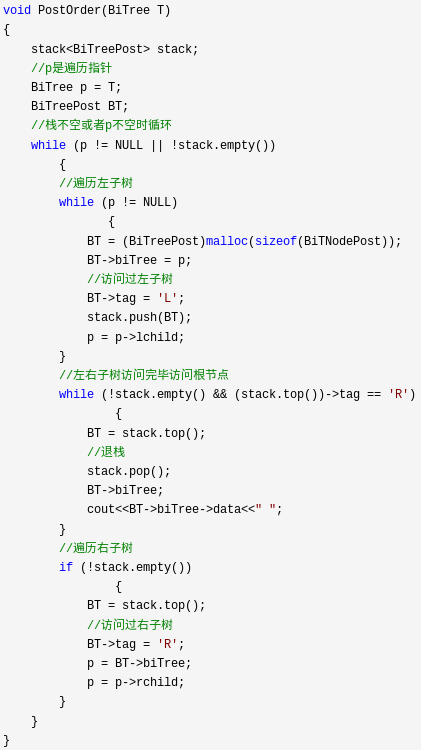 void PostOrder(BiTree T)
{
    stack<BiTreePost> stack;
    //p是遍历指针
    BiTree p = T;
    BiTreePost BT;
    //栈不空或者p不空时循环
    while (p != NULL || !stack.empty())
        {
        //遍历左子树
        while (p != NULL)
               {
            BT = (BiTreePost)malloc(sizeof(BiTNodePost));
            BT->biTree = p;
            //访问过左子树
            BT->tag = 'L';
            stack.push(BT);
            p = p->lchild;
        }
        //左右子树访问完毕访问根节点
        while (!stack.empty() && (stack.top())->tag == 'R')
                {
            BT = stack.top();
            //退栈
            stack.pop();
            BT->biTree;
            cout<<BT->biTree->data<<" ";
        }
        //遍历右子树
        if (!stack.empty())
                {
            BT = stack.top();
            //访问过右子树
            BT->tag = 'R';
            p = BT->biTree;
            p = p->rchild;
        }
    }
}